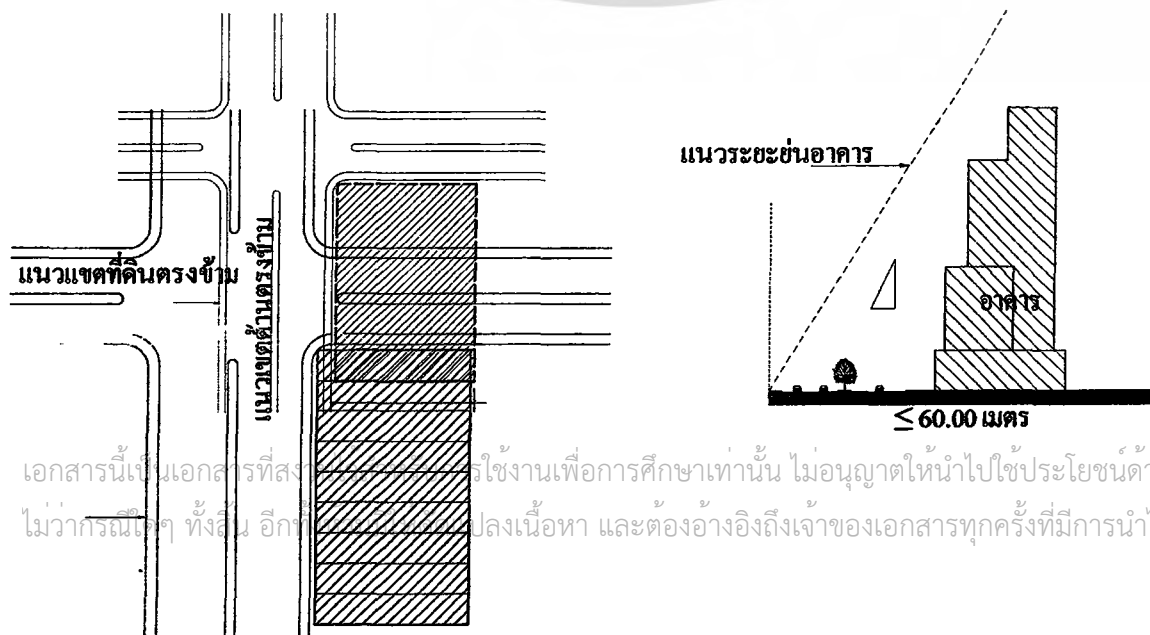 แนวระยะย่นอาคาร
แนวแขตที่ดินตรงข้าม
แนวเขตด้านตรงข้าม
อาคาร
≤ 60.00 เมตร
เอกสารนี้เป็นเอกสารที่ส ใช้งานเพื่อการศึกษาเท่านั้น ไม่อนุญาตให้นำไปใช้ประโยชน์ด้
ไม่ว่ากรณีใดๆ ทั้งสิ้น อีกทั้ ปลงเนื้อหา และต้องอ้างอิงถึงเจ้าของเอกสารทุกครั้งที่มีการนำ